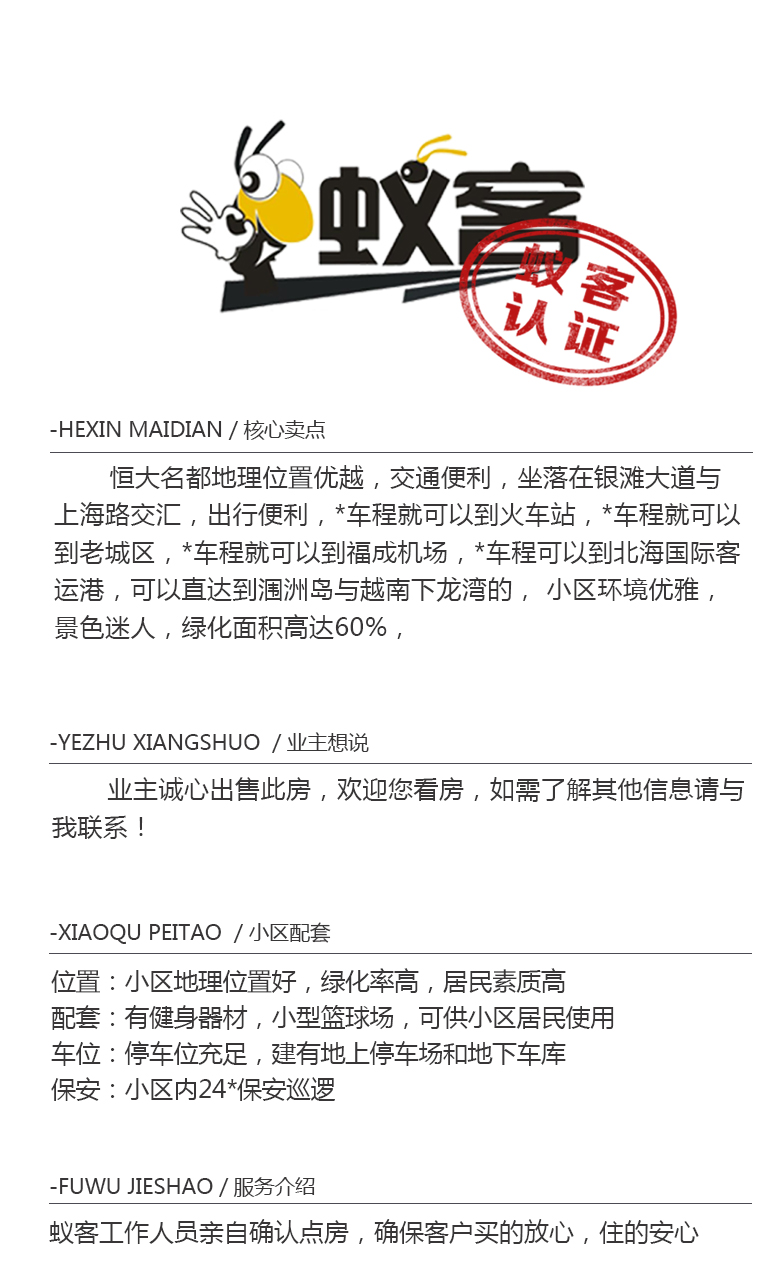 蚁客
蚁客
认证
-HEXIN MAIDIAN / 核心卖点
恒大名都地理位置优越，交通便利，坐落在银滩大道与
上海路交汇，出行便利，*车程就可以到火车站，*车程就可以
到老城区，*车程就可以到福成机场，*车程可以到北海国际客
运港，可以直达到涠洲岛与越南下龙湾的， 小区环境优雅，
景色迷人，绿化面积高达60%，
-YEZHU XIANGSHUO / 业主想说
业主诚心出售此房，欢迎您看房，如需了解其他信息请与
我联系！
-XIAOQU PEITAO / 小区配套
位置：小区地理位置好，绿化率高，居民素质高
配套：有健身器材，小型篮球场，可供小区居民使用
车位：停车位充足，建有地上停车场和地下车库
保安：小区内24*保安巡逻
-FUWU JIESHAO / 服务介绍
蚁客工作人员亲自确认点房，确保客户买的放心，住的安心